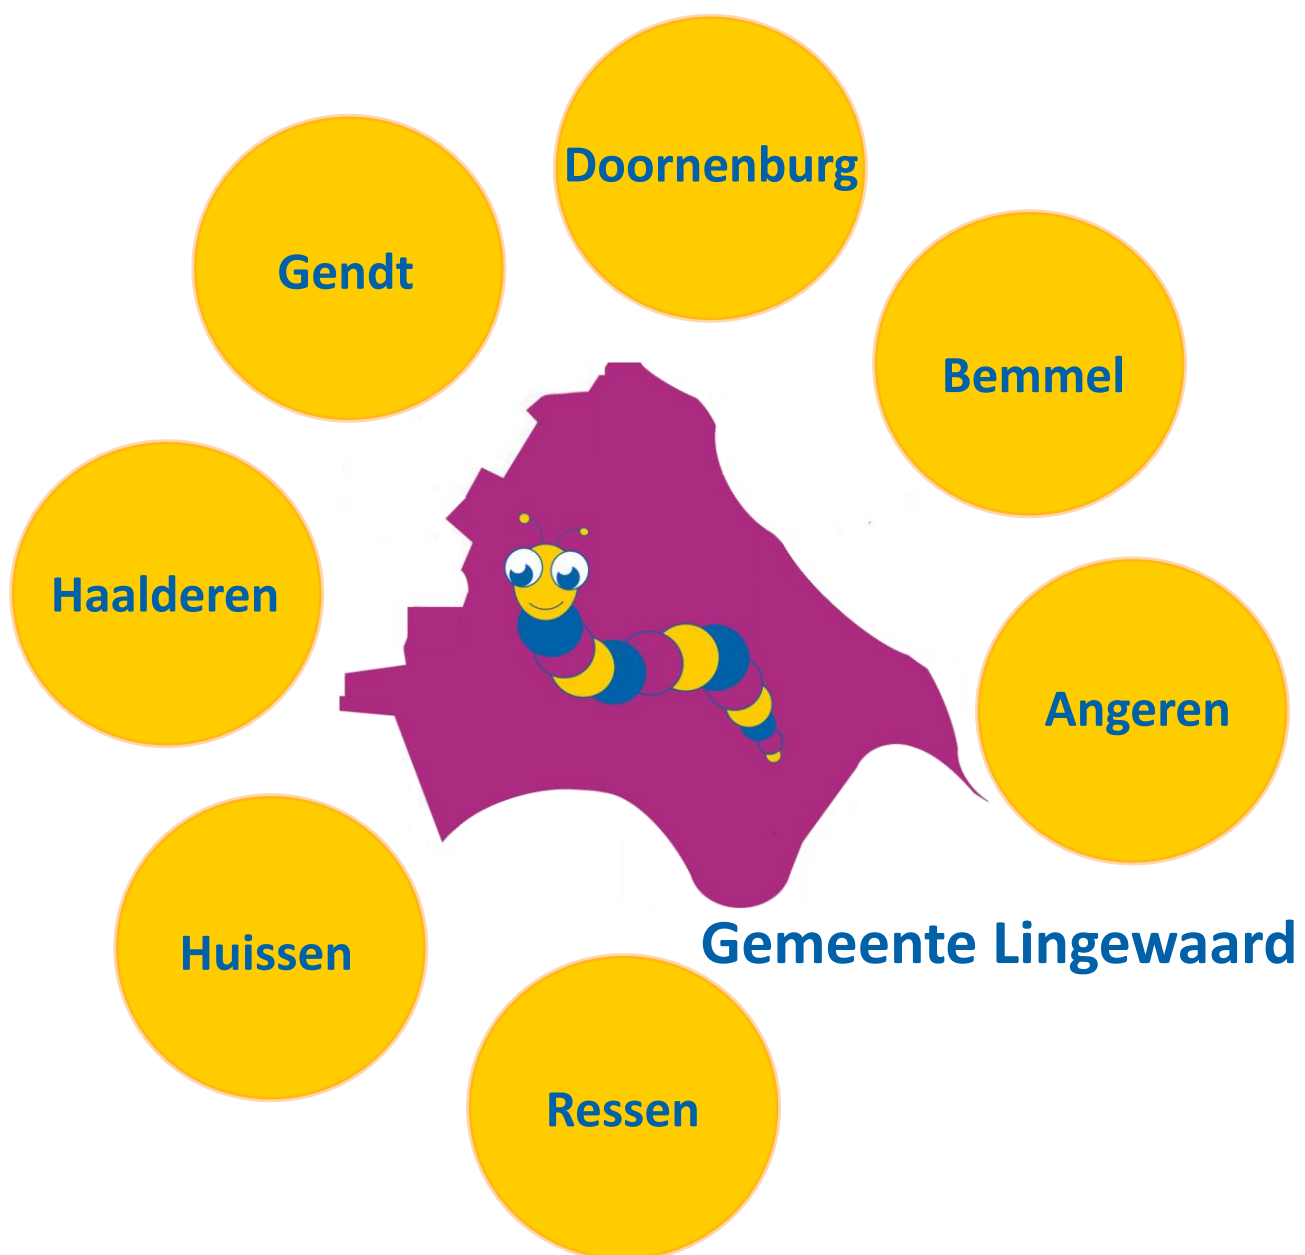 Doornenburg
Gendt
Bemmel
Haalderen
Angeren
Huissen
Gemeente Lingewaard
Ressen